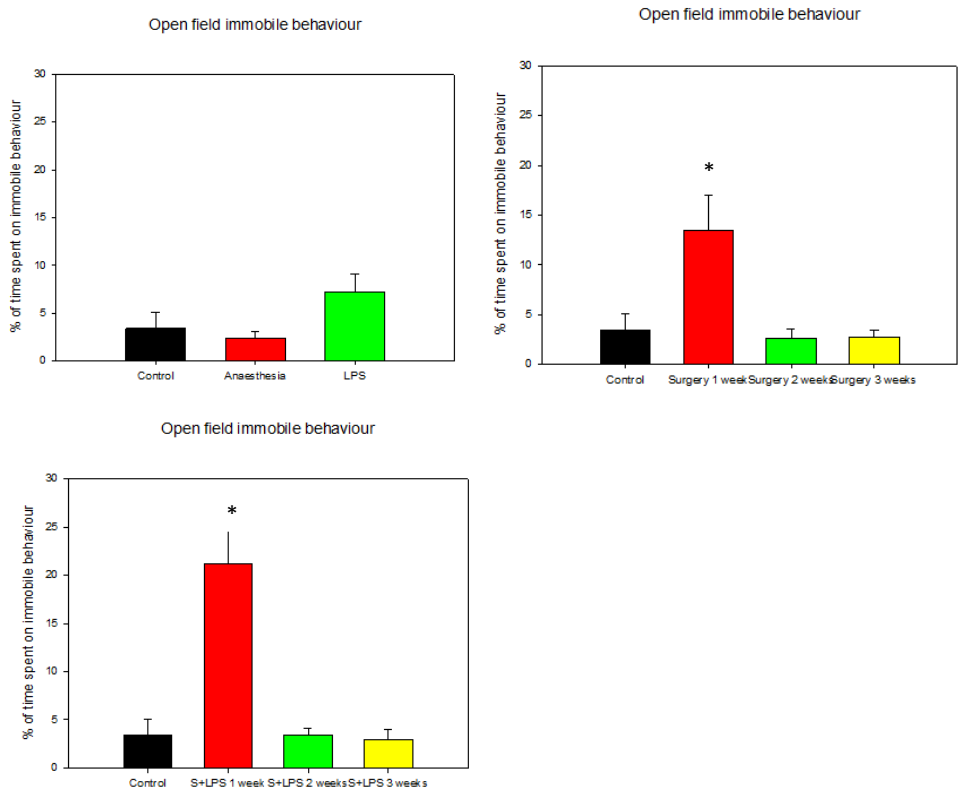 Open field immobile behaviour
% of time spent on immobile behaviour
30
25
20
15
10
5
0
Control Anaesthesia LPS
Open field immobile behaviour
% of time spent on immobile behaviour
30
25
20
15
10
5
0
*
Control Surgery 1 week Surgery 2 weeks Surgery 3 weeks
Open field immobile behaviour
% of time spent on immobile behaviour
30
25
20
15
10
5
0
*
Control S+LPS 1 week S+LPS 2 weeks S+LPS 3 weeks